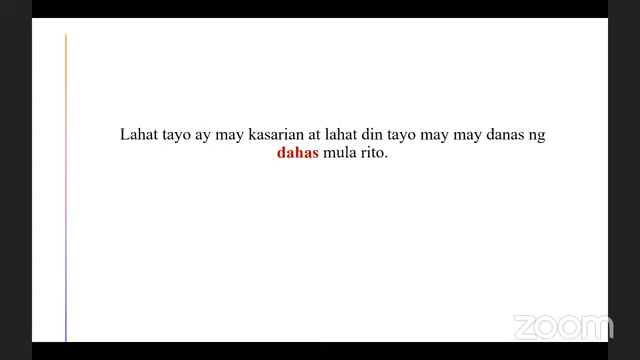 Lahat tayo ay may kasarian at lahat din tayo may may danas ng
dahas mula rito.
zoom